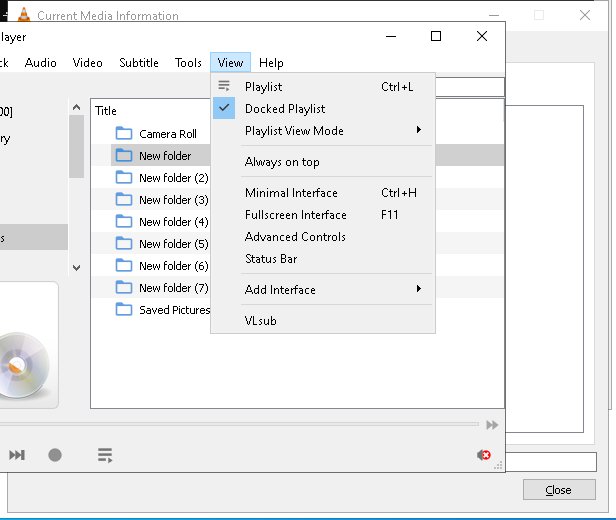 Current Media Information
layer
ck Audio Video Subtitle Tools View Help
00]
ry
s
Title
Camera Roll
New folder
New folder (2)
New folder (3)
New folder (4)
New folder (5)
New folder (6)
New folder (7)
Saved Pictures
Playlist Ctrl+L
Docked Playlist
Playlist View Mode
Always on top
Minimal Interface Ctrl+H
Fullscreen Interface F11
Advanced Controls
Status Bar
Add Interface
VLsub
Close